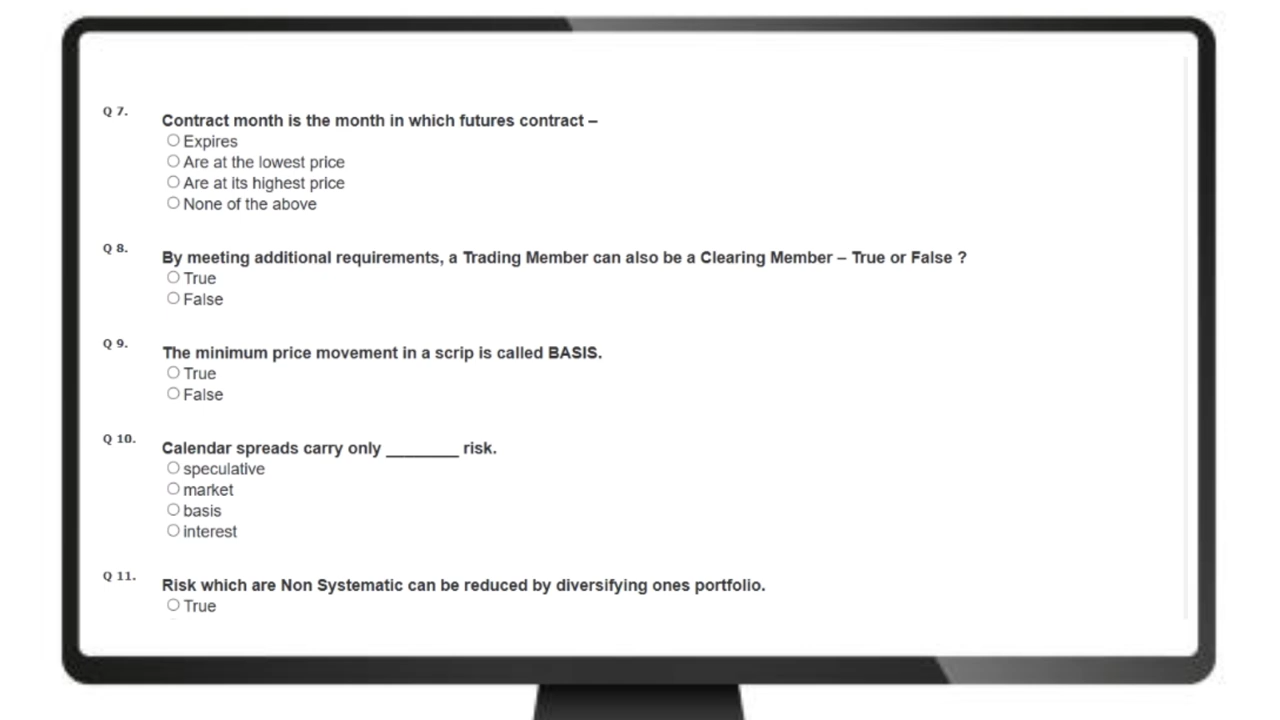 Q 7.
Contract month is the month in which futures contract –
Expires
Are at the lowest price
Are at its highest price
None of the above
Q 8.
By meeting additional requirements, a Trading Member can also be a Clearing Member – True or False ?
True
False
Q 9.
The minimum price movement in a scrip is called BASIS.
True
False
Q 10.
Calendar spreads carry only ________ risk.
speculative
market
basis
interest
Q 11.
Risk which are Non Systematic can be reduced by diversifying ones portfolio.
True